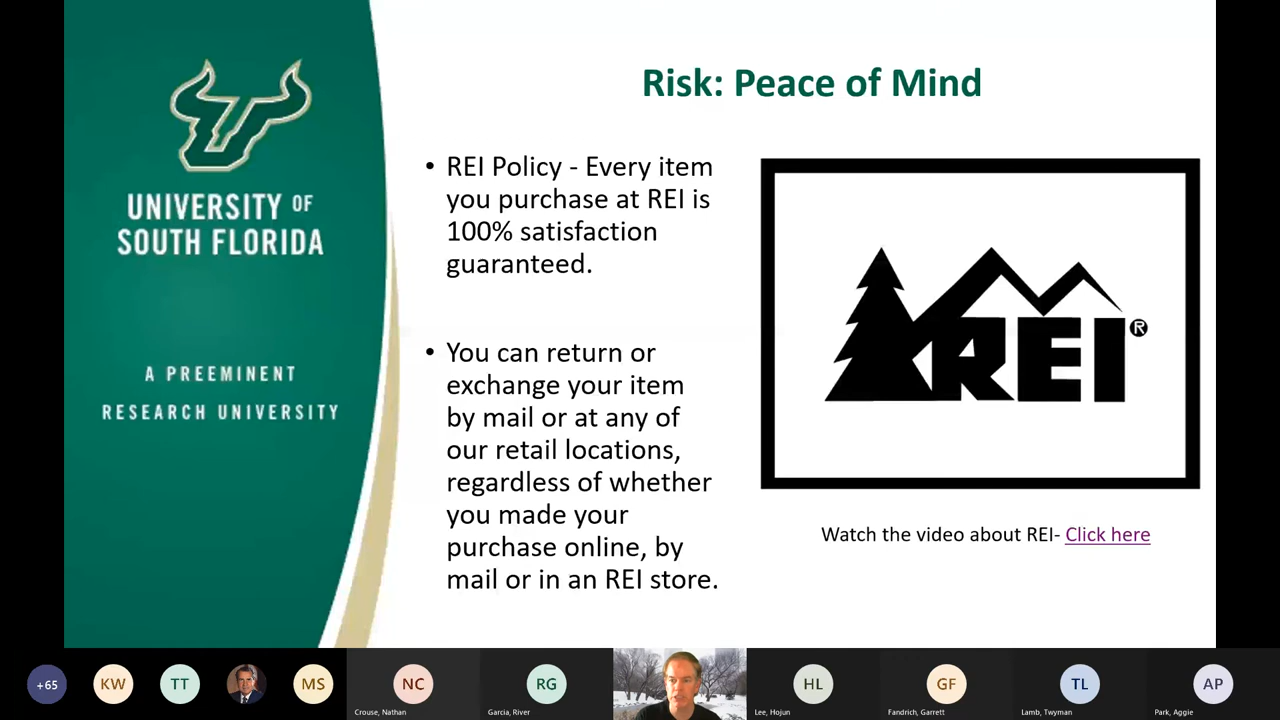 Risk: Peace of Mind
UNIVERSITY OF
SOUTH FLORIDA
A PREEMINENT
RESEARCH UNIVERSITY
• REI Policy - Every item
you purchase at REI is
100% satisfaction
guaranteed.
• You can return or
exchange your item
by mail or at any of
our retail locations,
regardless of whether
you made your
purchase online, by
mail or in an REI store.
REI®
Watch the video about REI- Click here
+65
KW
TT
MS
NC
Crouse, Nathan
RG
Garcia, River
HL
Lee, Hojun
GF
Fandrich, Garrett
TL
Lamb, Twyman
AP
Park, Aggie